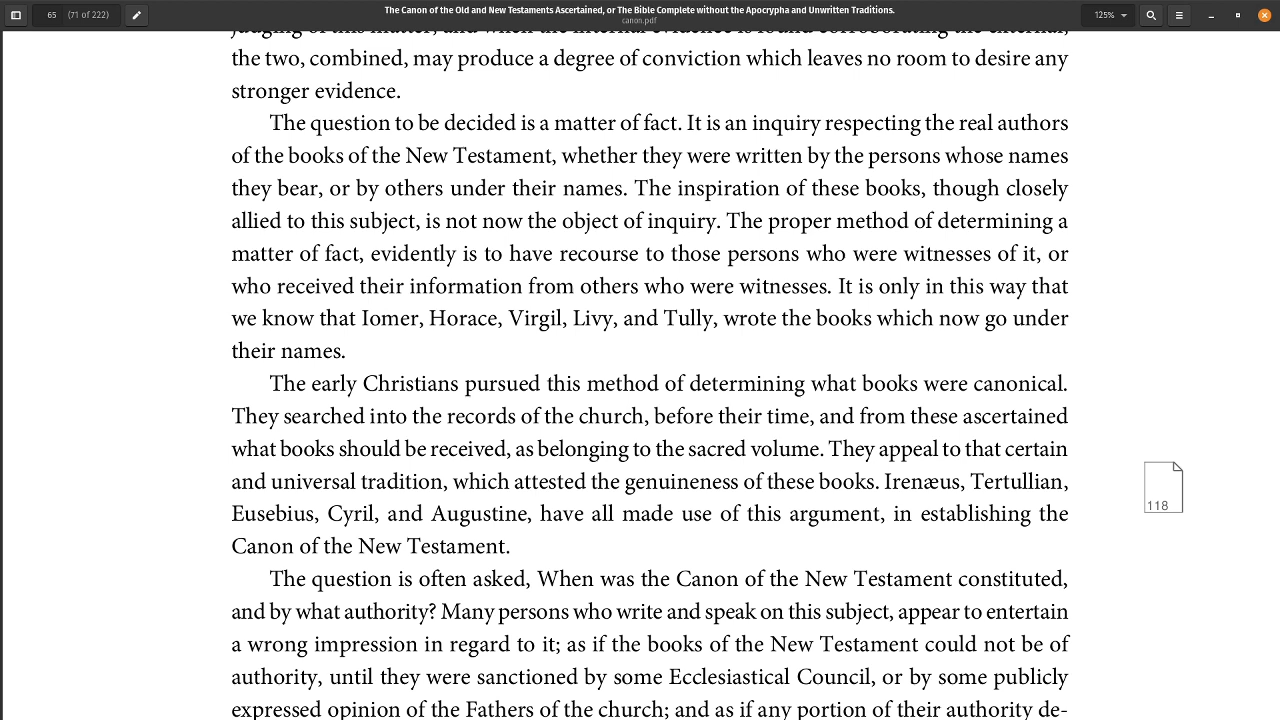 65 (71 of 222)
The Canon of the Old and New Testaments Ascertained, or The Bible Complete without the Apocrypha and Unwritten Traditions.
canon.pdf
125%
judging of this matter; and when the internal evidence is found corroborating the external,
the two, combined, may produce a degree of conviction which leaves no room to desire any
stronger evidence.
The question to be decided is a matter of fact. It is an inquiry respecting the real authors
of the books of the New Testament, whether they were written by the persons whose names
they bear, or by others under their names. The inspiration of these books, though closely
allied to this subject, is not now the object of inquiry. The proper method of determining a
matter of fact, evidently is to have recourse to those persons who were witnesses of it, or
who received their information from others who were witnesses. It is only in this way that
we know that Iomer, Horace, Virgil, Livy, and Tully, wrote the books which now go under
their names.
The early Christians pursued this method of determining what books were canonical.
They searched into the records of the church, before their time, and from these ascertained
what books should be received, as belonging to the sacred volume. They appeal to that certain
and universal tradition, which attested the genuineness of these books. Irenæus, Tertullian,
Eusebius, Cyril, and Augustine, have all made use of this argument, in establishing the
Canon of the New Testament.
118
The question is often asked, When was the Canon of the New Testament constituted,
and by what authority? Many persons who write and speak on this subject, appear to entertain
a wrong impression in regard to it; as if the books of the New Testament could not be of
authority, until they were sanctioned by some Ecclesiastical Council, or by some publicly
expressed opinion of the Fathers of the church; and as if any portion of their authority de-